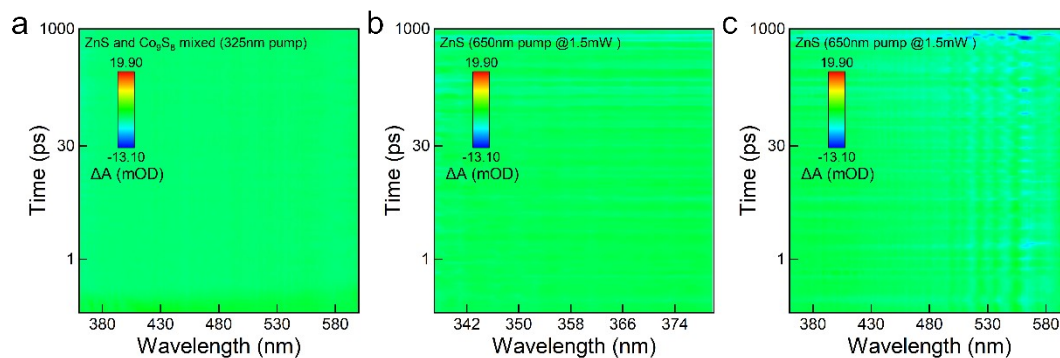 a
1000
ZnS and Co₉S₈ mixed (325nm pump)
19.90
-13.10
ΔA (mOD)
30
1
Time (ps)
380 430 480 530 580
Wavelength (nm)
b
1000
ZnS (650nm pump @1.5mW )
19.90
-13.10
ΔA (mOD)
30
1
Time (ps)
342 350 358 366 374
Wavelength (nm)
c
1000
ZnS (650nm pump @1.5mW )
19.90
-13.10
ΔA (mOD)
30
1
Time (ps)
380 430 480 530 580
Wavelength (nm)